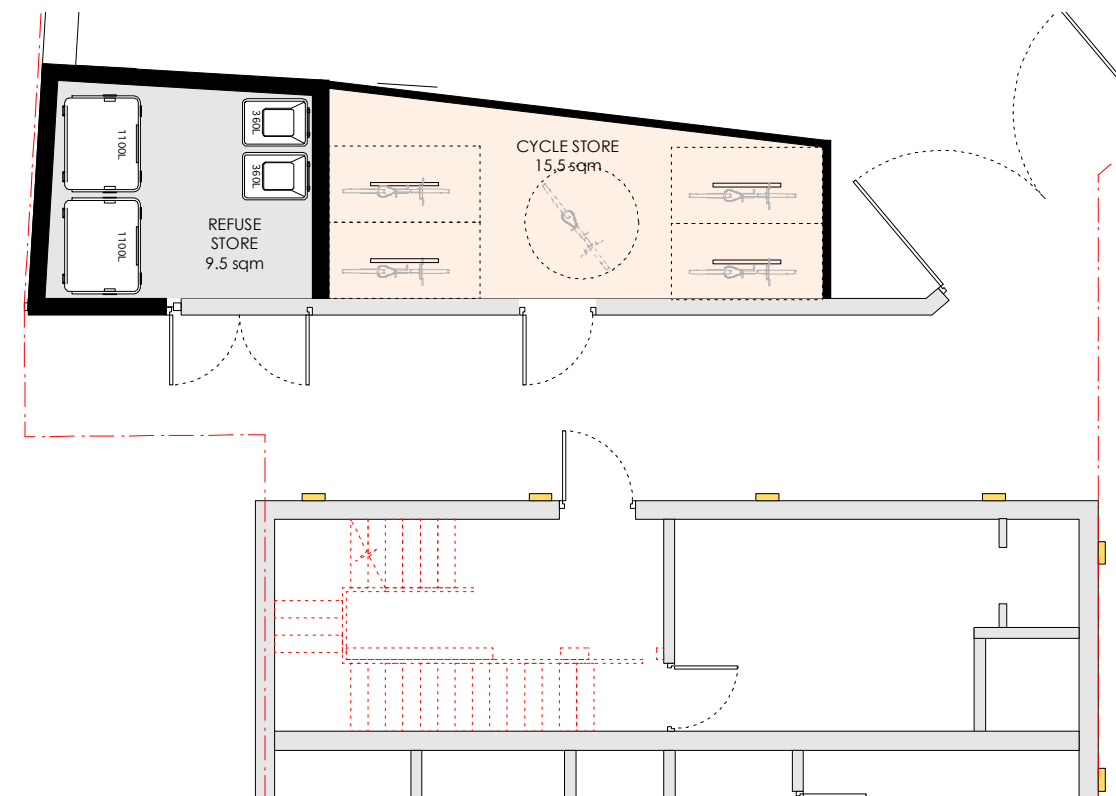 1100L
360L
360L
1100L
REFUSE
STORE
9.5 sqm
CYCLE STORE
15,5 sqm